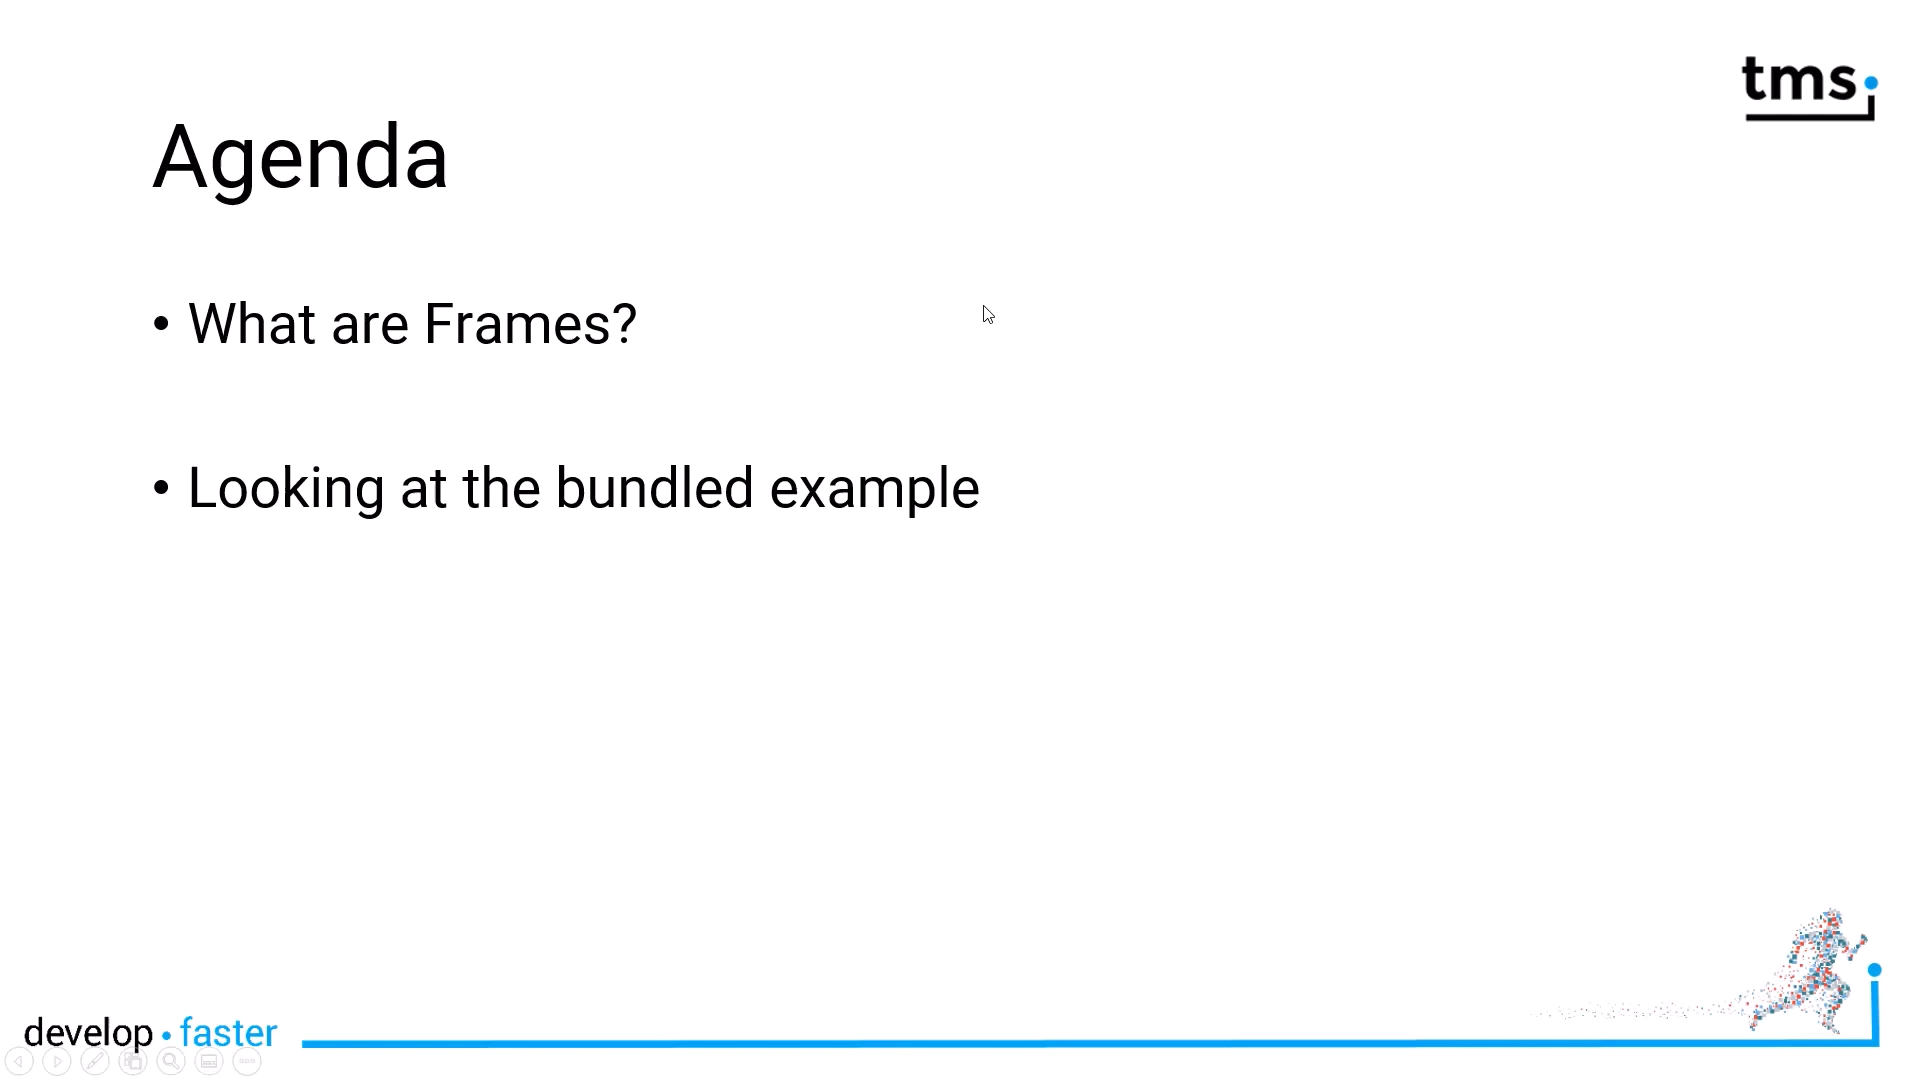 tms
Agenda
• What are Frames?
• Looking at the bundled example
develop • faster